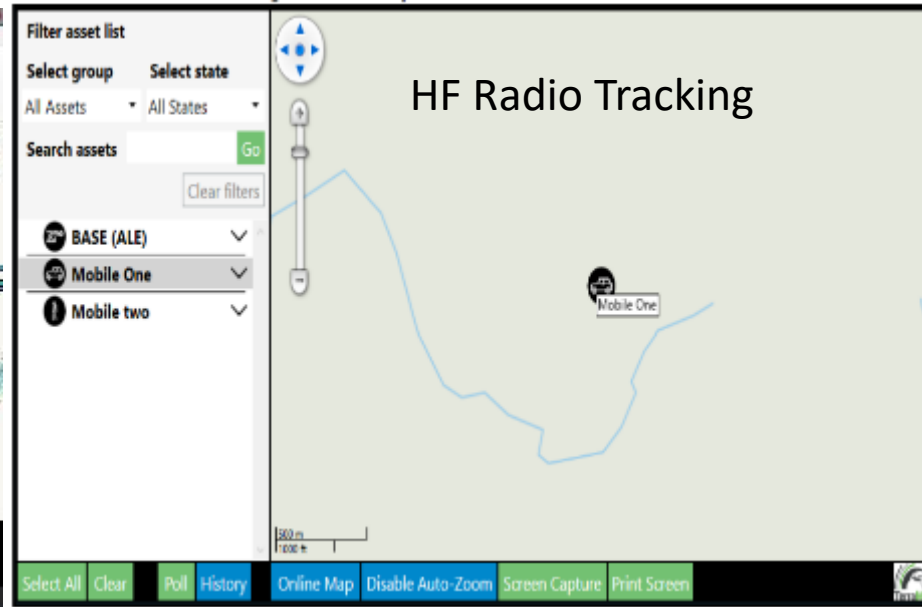 Filter asset list
Select group Select state
All Assets All States
Search assets Go
Clear filters
BASE (ALE)
Mobile One
Mobile two
HF Radio Tracking
Mobile One
500 m
1000 ft
Select All Clear Poll History Online Map Disable Auto-Zoom Screen Capture Print Screen